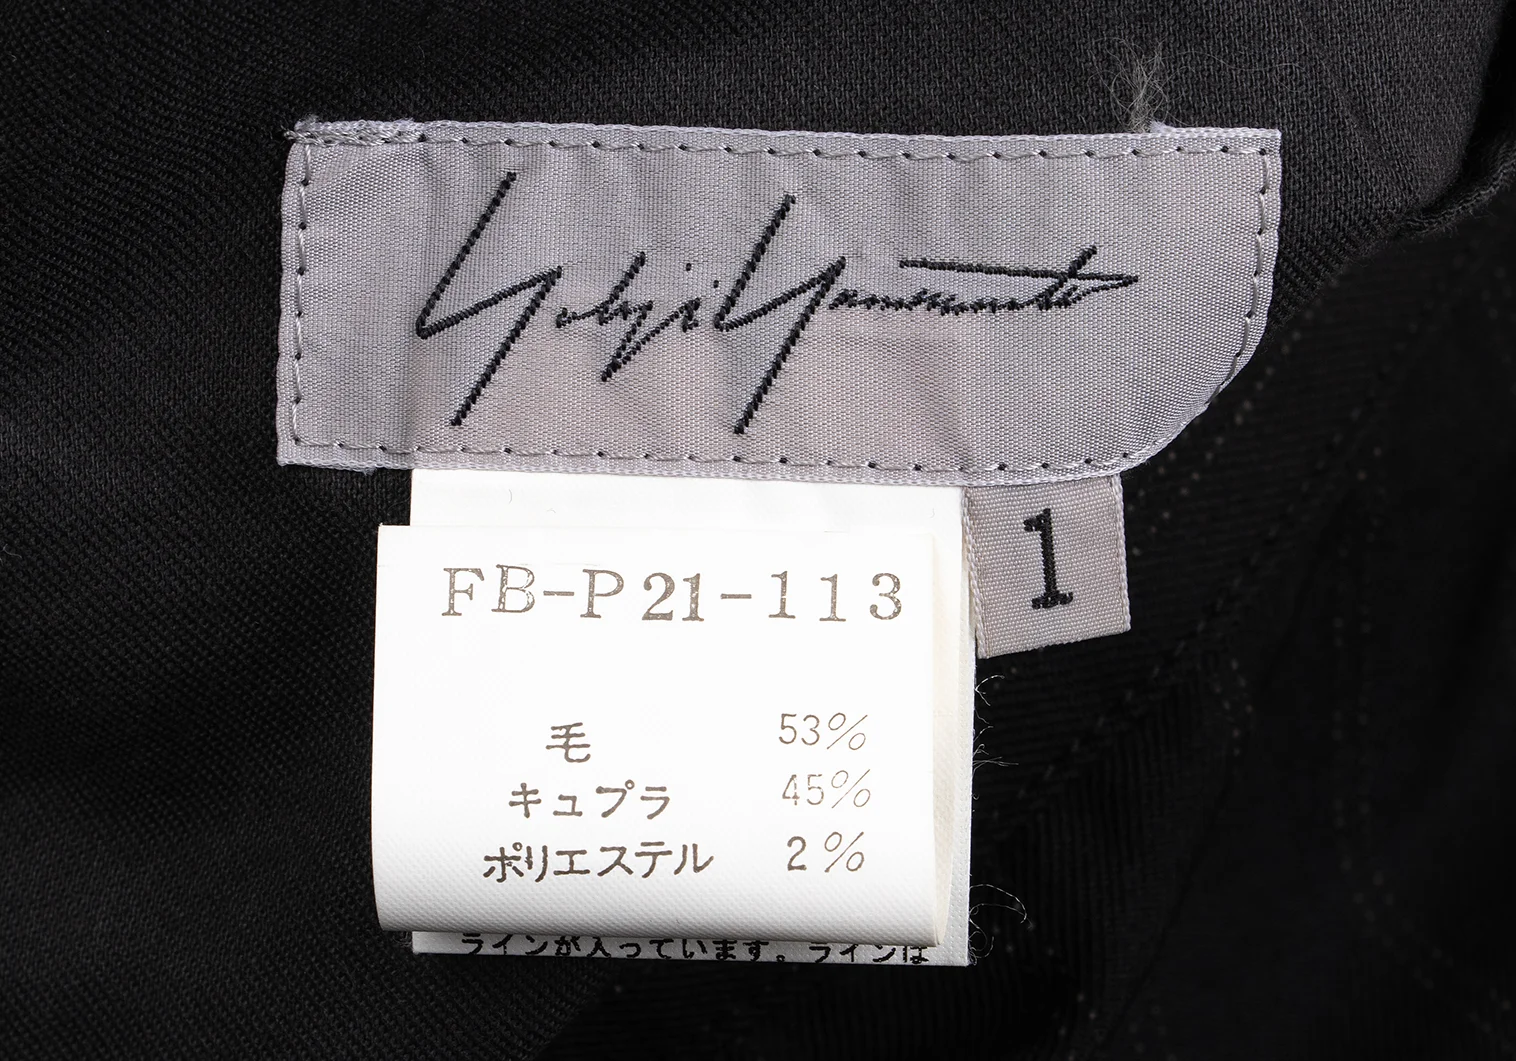 Yohji Yamamoto
1
FB-P21-113
毛 53%
キュプラ 45%
ポリエステル 2%
ラインが入っています。ラインは